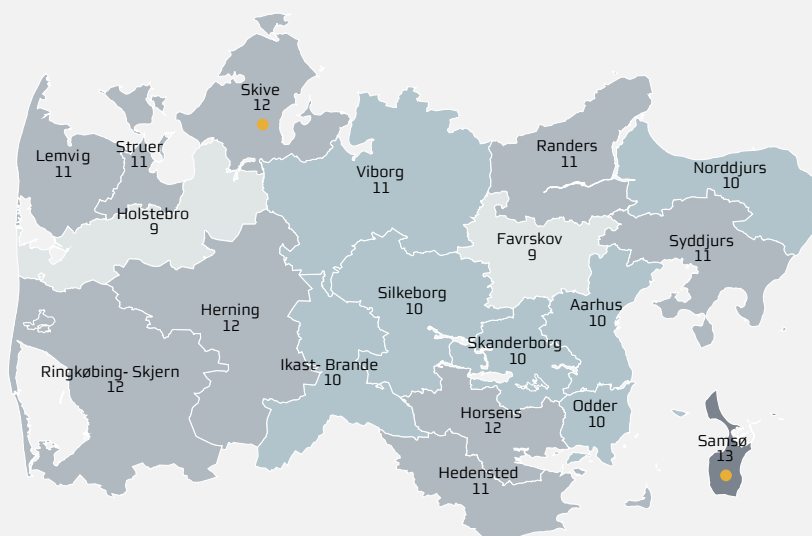 Skive
12
Struer
11
Lemvig
11
Randers
11
Viborg
11
Norddjurs
10
Holstebro
9
Favrskov
9
Syddjurs
11
Silkeborg
10
Herning
12
Aarhus
10
Skanderborg
10
Ringkøbing- Skjern
12
Ikast- Brande
10
Horsens
12
Odder
10
Samsø
13
Hedensted
11